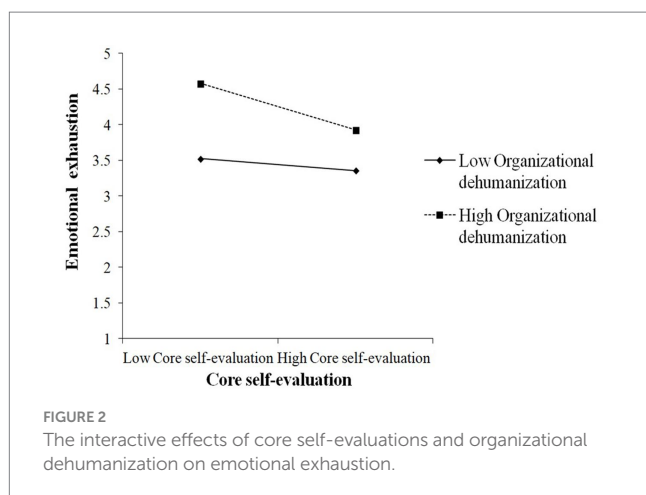 5
4.5
4
3.5
3
2.5
2
1.5
1
Emotional exhaustion
Low Core self-evaluation High Core self-evaluation
Core self-evaluation
Low Organizational
dehumanization
High Organizational
dehumanization
FIGURE 2
The interactive effects of core self-evaluations and organizational
dehumanization on emotional exhaustion.